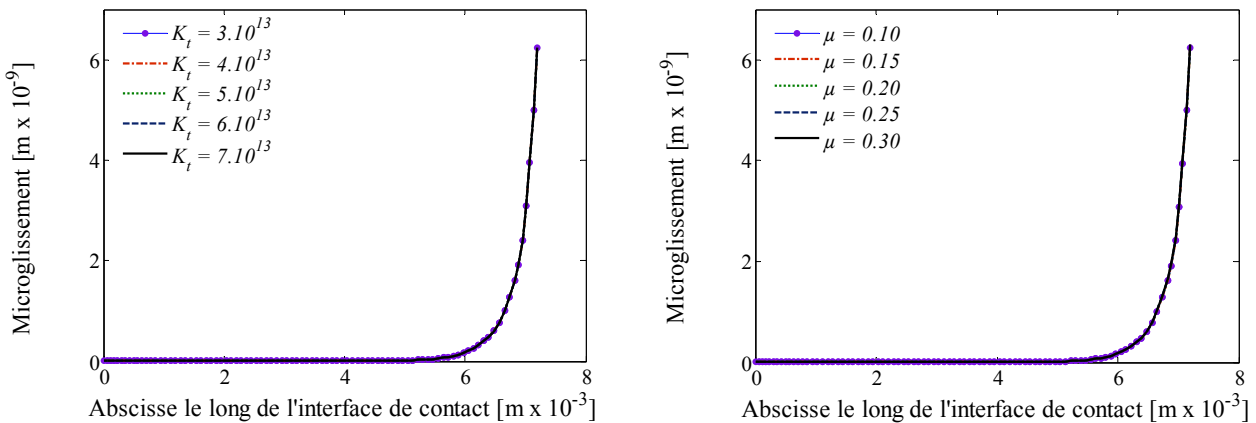 Microglissement [m x 10^-9]
6
4
2
0
K_t = 3.10^13
K_t = 4.10^13
K_t = 5.10^13
K_t = 6.10^13
K_t = 7.10^13
0 2 4 6 8
Abscisse le long de l'interface de contact [m x 10^-3]
Microglissement [m x 10^-9]
6
4
2
0
μ = 0.10
μ = 0.15
μ = 0.20
μ = 0.25
μ = 0.30
0 2 4 6 8
Abscisse le long de l'interface de contact [m x 10^-3]